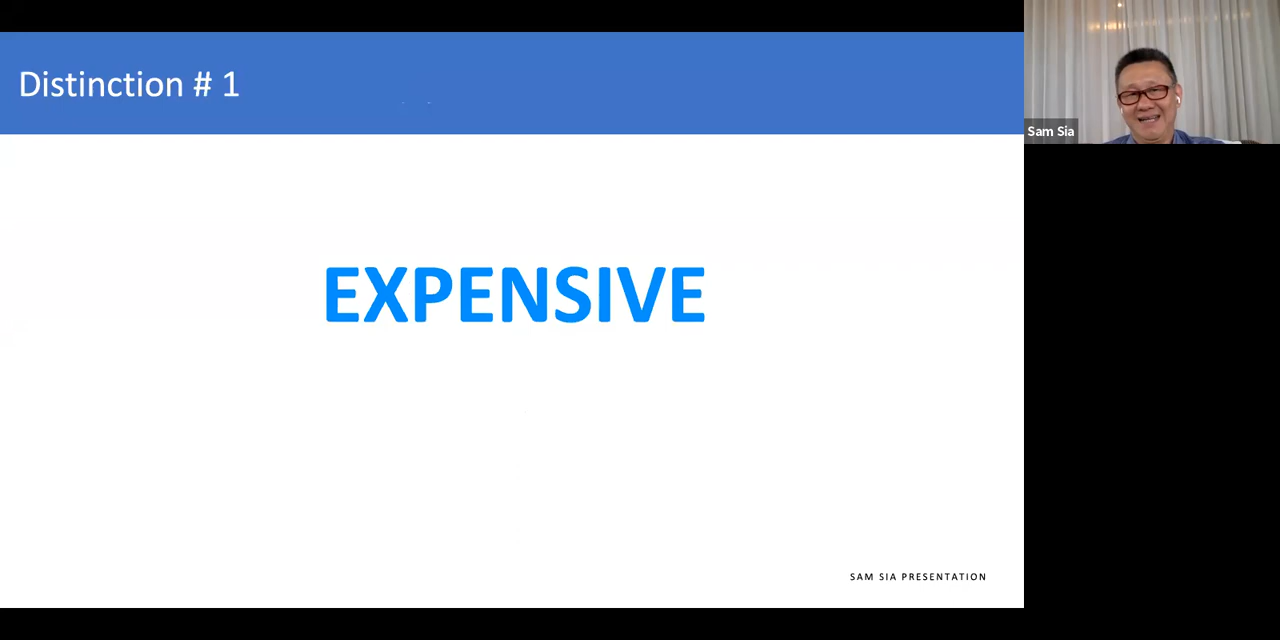 Distinction # 1
Sam Sia
EXPENSIVE
SAM SIA PRESENTATION